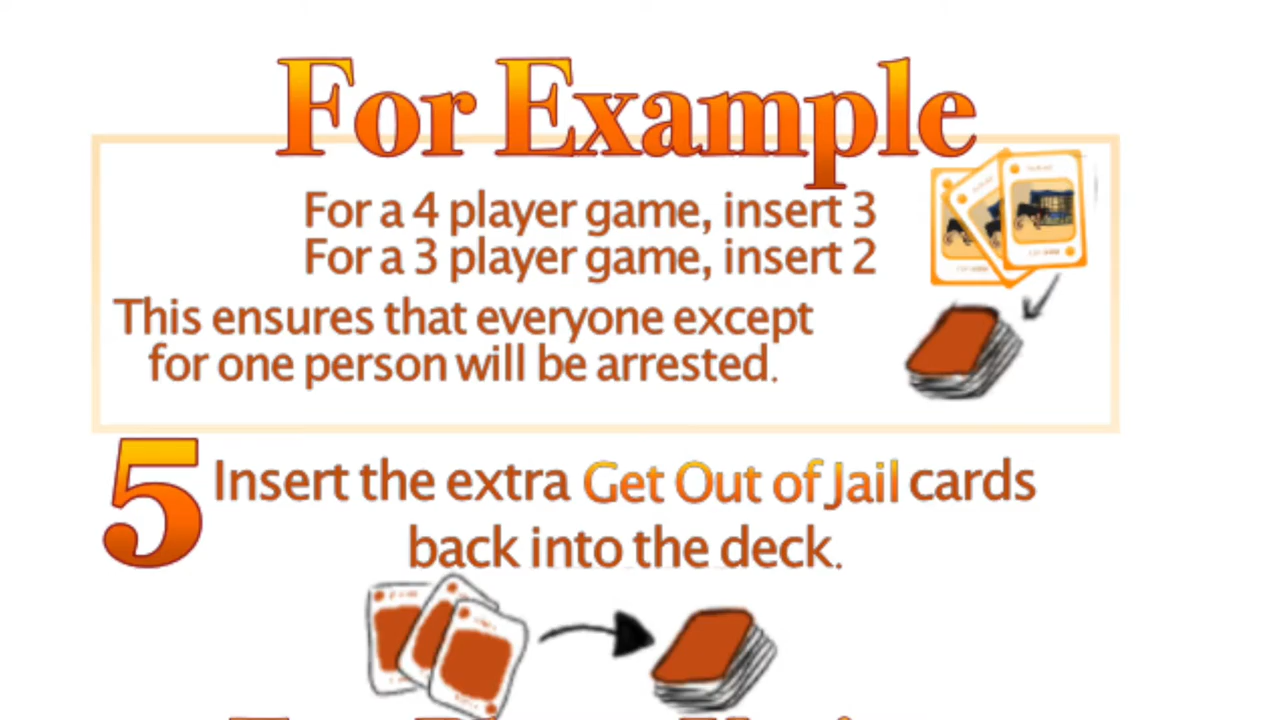 For Example
For a 4 player game, insert 3
For a 3 player game, insert 2
This ensures that everyone except
for one person will be arrested.
5 Insert the extra Get Out of Jail cards
back into the deck.